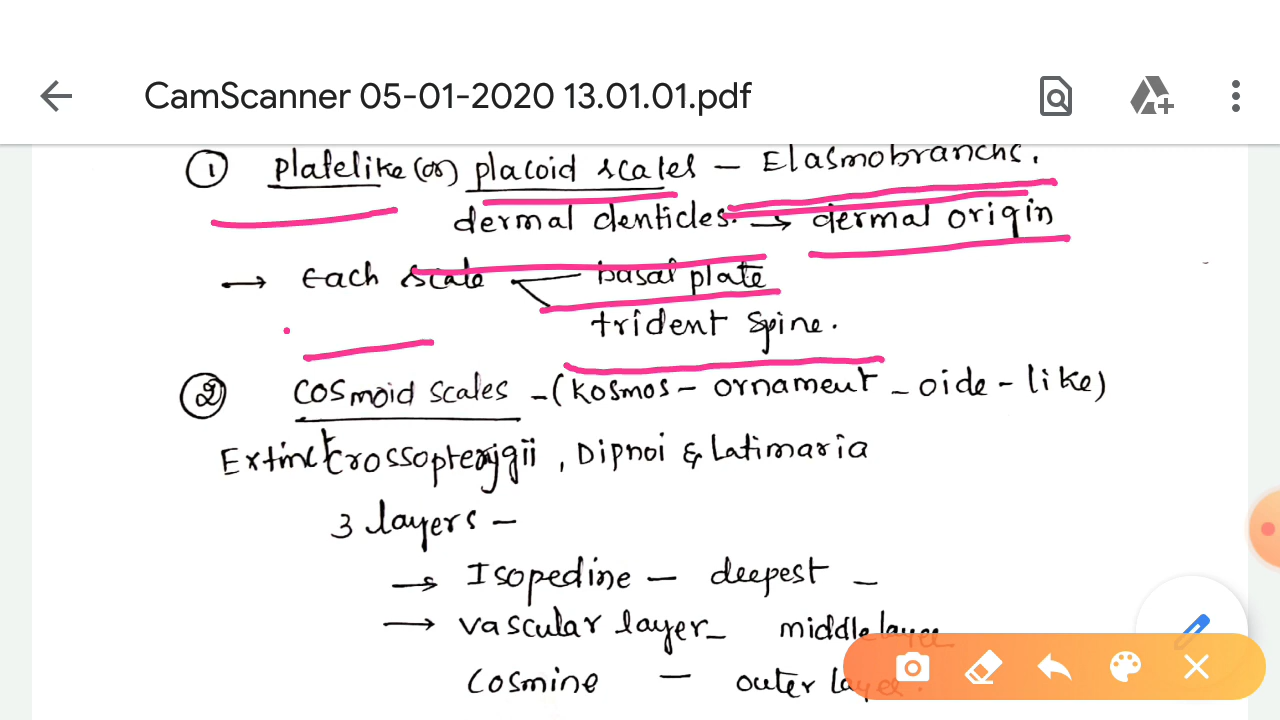 CamScanner 05-01-2020 13.01.01.pdf
① Platelike (or) placoid scales – Elasmobranchs.
dermal denticles. → dermal origin
→ Each scale basal plate
trident spine.
② Cosmoid scales - (kosmos - ornament - oide - like)
Extinct Crossopterygii, Dipnoi & Latimaria
3 layers –
→ Isopedine – deepest –
→ vascular layer – middle layer
Cosmine – outer layer.